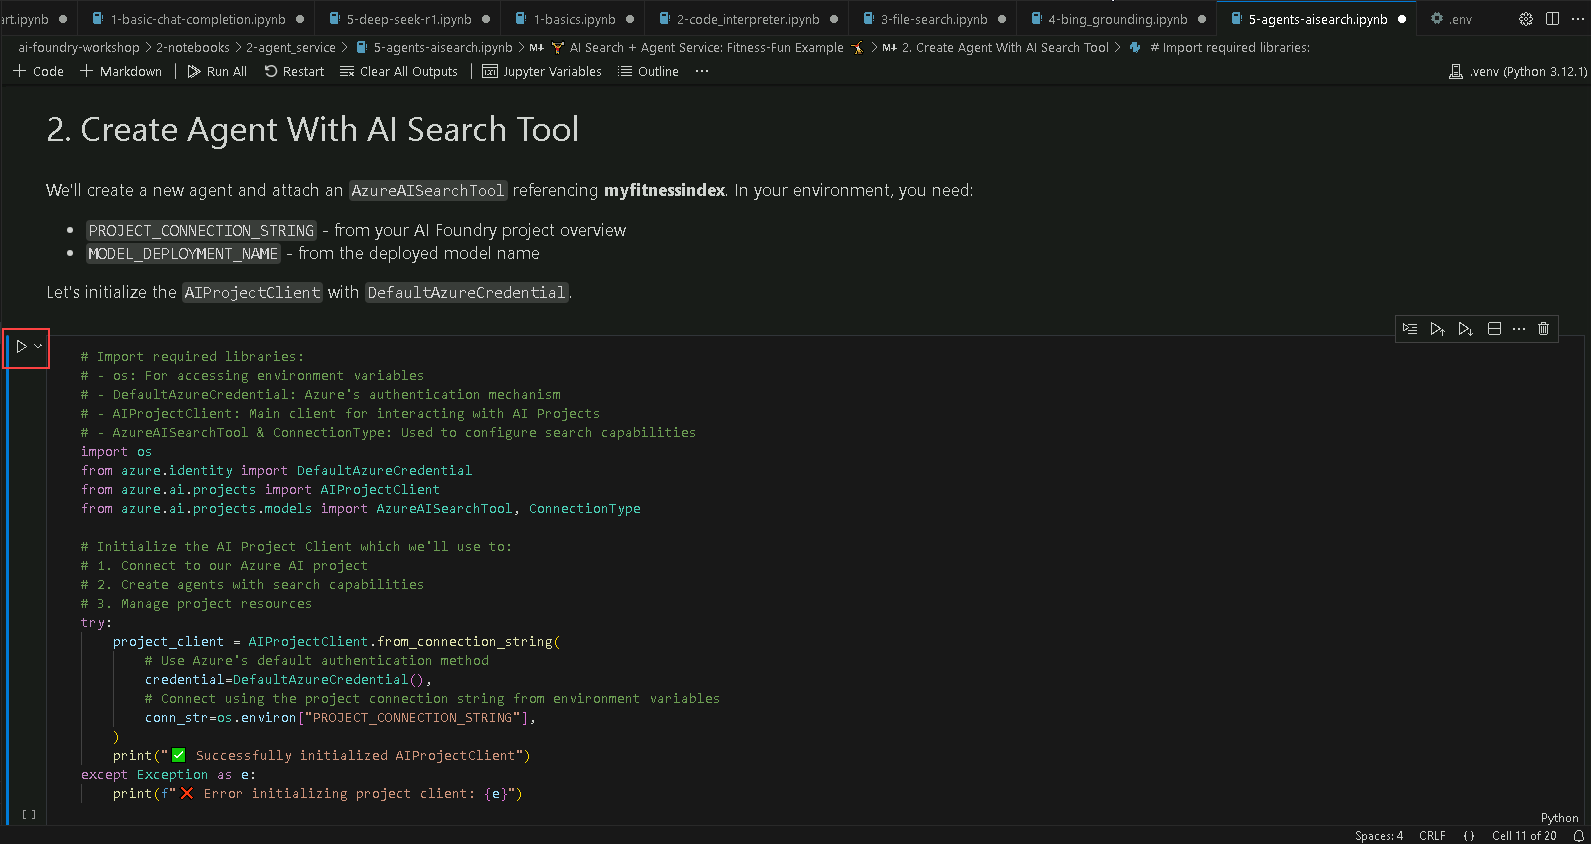 art.ipynb 1-basic-chat-completion.ipynb 5-deep-seek-r1.ipynb 1-basics.ipynb 2-code_interpreter.ipynb 3-file-search.ipynb 4-bing_grounding.ipynb 5-agents-aisearch.ipynb .env
ai-foundry-workshop > 2-notebooks > 2-agent_service > 5-agents-aisearch.ipynb > M↓ 🏋 AI Search + Agent Service: Fitness-Fun Example 🤸 > M↓ 2. Create Agent With AI Search Tool > # Import required libraries:
+ Code + Markdown Run All Restart Clear All Outputs Jupyter Variables Outline ... .venv (Python 3.12.1)
2. Create Agent With AI Search Tool
We'll create a new agent and attach an AzureAISearchTool referencing myfitnessindex. In your environment, you need:
• PROJECT_CONNECTION_STRING - from your AI Foundry project overview
• MODEL_DEPLOYMENT_NAME - from the deployed model name
Let's initialize the AIProjectClient with DefaultAzureCredential.
# Import required libraries:
# - os: For accessing environment variables
# - DefaultAzureCredential: Azure's authentication mechanism
# - AIProjectClient: Main client for interacting with AI Projects
# - AzureAISearchTool & ConnectionType: Used to configure search capabilities
import os
from azure.identity import DefaultAzureCredential
from azure.ai.projects import AIProjectClient
from azure.ai.projects.models import AzureAISearchTool, ConnectionType
# Initialize the AI Project Client which we'll use to:
# 1. Connect to our Azure AI project
# 2. Create agents with search capabilities
# 3. Manage project resources
try:
project_client = AIProjectClient.from_connection_string(
# Use Azure's default authentication method
credential=DefaultAzureCredential(),
# Connect using the project connection string from environment variables
conn_str=os.environ["PROJECT_CONNECTION_STRING"],
)
print("✅ Successfully initialized AIProjectClient")
except Exception as e:
print(f"❌ Error initializing project client: {e}")
[ ]
Python
Spaces: 4 CRLF {} Cell 11 of 20